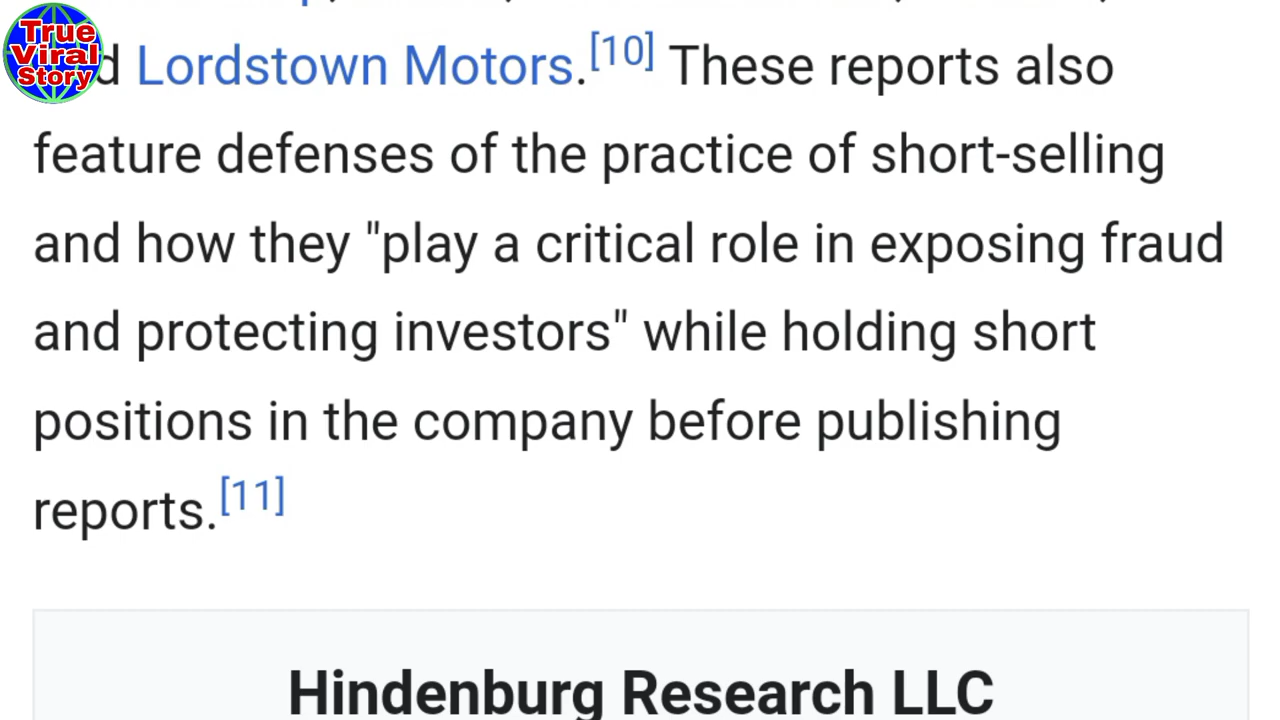 True
Viral
Story
d Lordstown Motors.[10] These reports also
feature defenses of the practice of short-selling
and how they "play a critical role in exposing fraud
and protecting investors" while holding short
positions in the company before publishing
reports.[11]
Hindenburg Research LLC